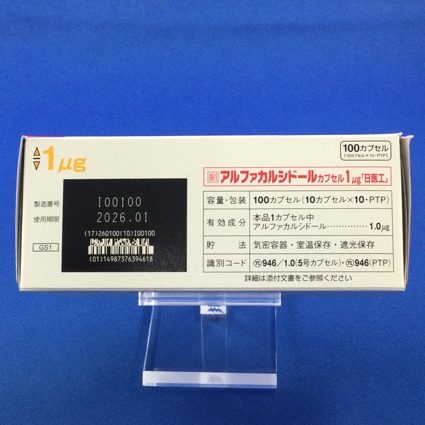 1μg
100カプセル
(10カプセル×10・PTP)
製造番号 I00100
使用期限 2026.01
(17)260100(10)I00100
GS1
(01)14987376394618
劇 アルファカルシドールカプセル1μg「日医工」
容量・包装 100カプセル(10カプセル×10・PTP)
有効成分 本品1カプセル中
アルファカルシドール……………1.0μg
貯法 気密容器・室温保存・遮光保存
識別コード 946/1.0(5号カプセル)・946(PTP)
詳細は添付文書をご参照ください